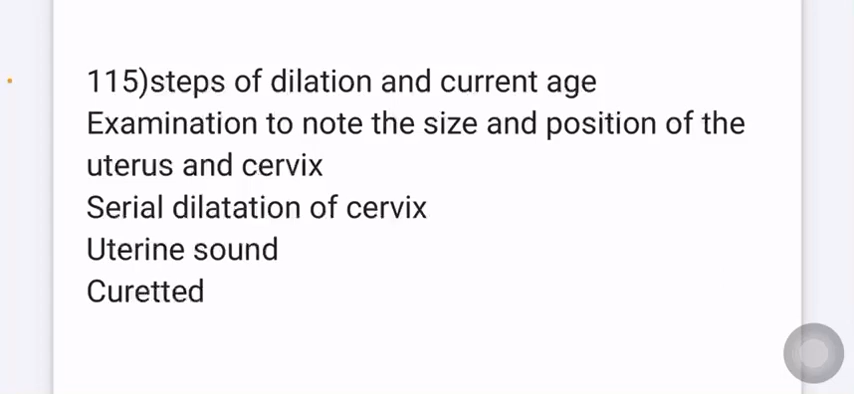 115)steps of dilation and current age
Examination to note the size and position of the
uterus and cervix
Serial dilatation of cervix
Uterine sound
Curetted